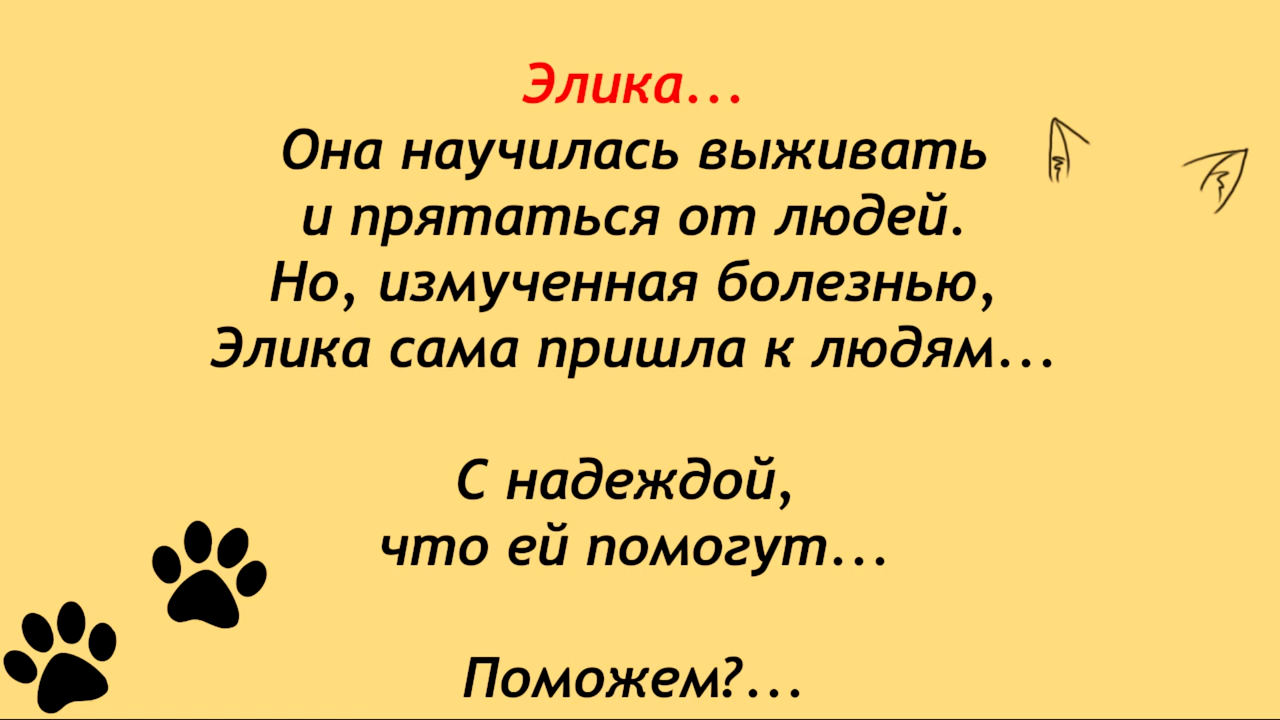 Элика...
Она научилась выживать
и прятаться от людей.
Но, измученная болезнью,
Элика сама пришла к людям...
С надеждой,
что ей помогут...
Поможем?...